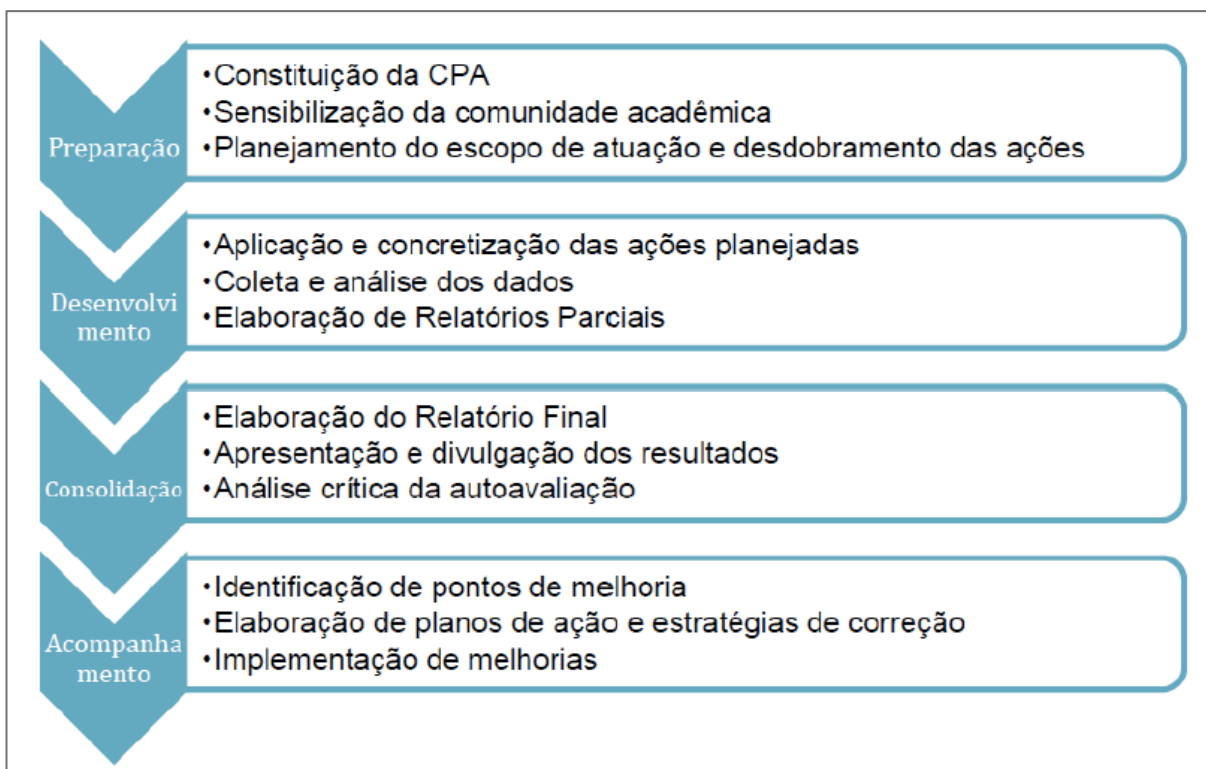 Preparação
•Constituição da CPA
•Sensibilização da comunidade acadêmica
•Planejamento do escopo de atuação e desdobramento das ações
Desenvolvi
mento
•Aplicação e concretização das ações planejadas
•Coleta e análise dos dados
•Elaboração de Relatórios Parciais
Consolidação
•Elaboração do Relatório Final
•Apresentação e divulgação dos resultados
•Análise crítica da autoavaliação
Acompanha
mento
•Identificação de pontos de melhoria
•Elaboração de planos de ação e estratégias de correção
•Implementação de melhorias